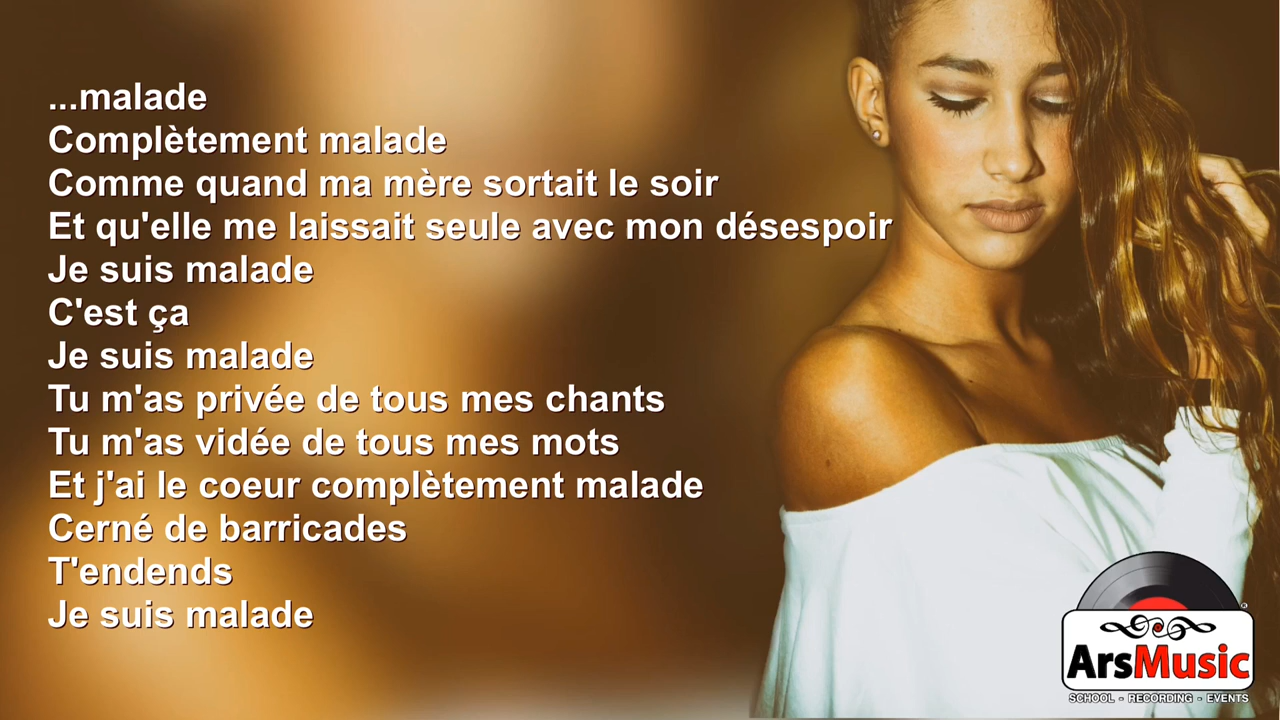 ...malade
Complètement malade
Comme quand ma mère sortait le soir
Et qu'elle me laissait seule avec mon désespoir
Je suis malade
C'est ça
Je suis malade
Tu m'as privée de tous mes chants
Tu m'as vidée de tous mes mots
Et j'ai le coeur complètement malade
Cerné de barricades
T'endends
Je suis malade
ArsMusic
SCHOOL - RECORDING - EVENTS